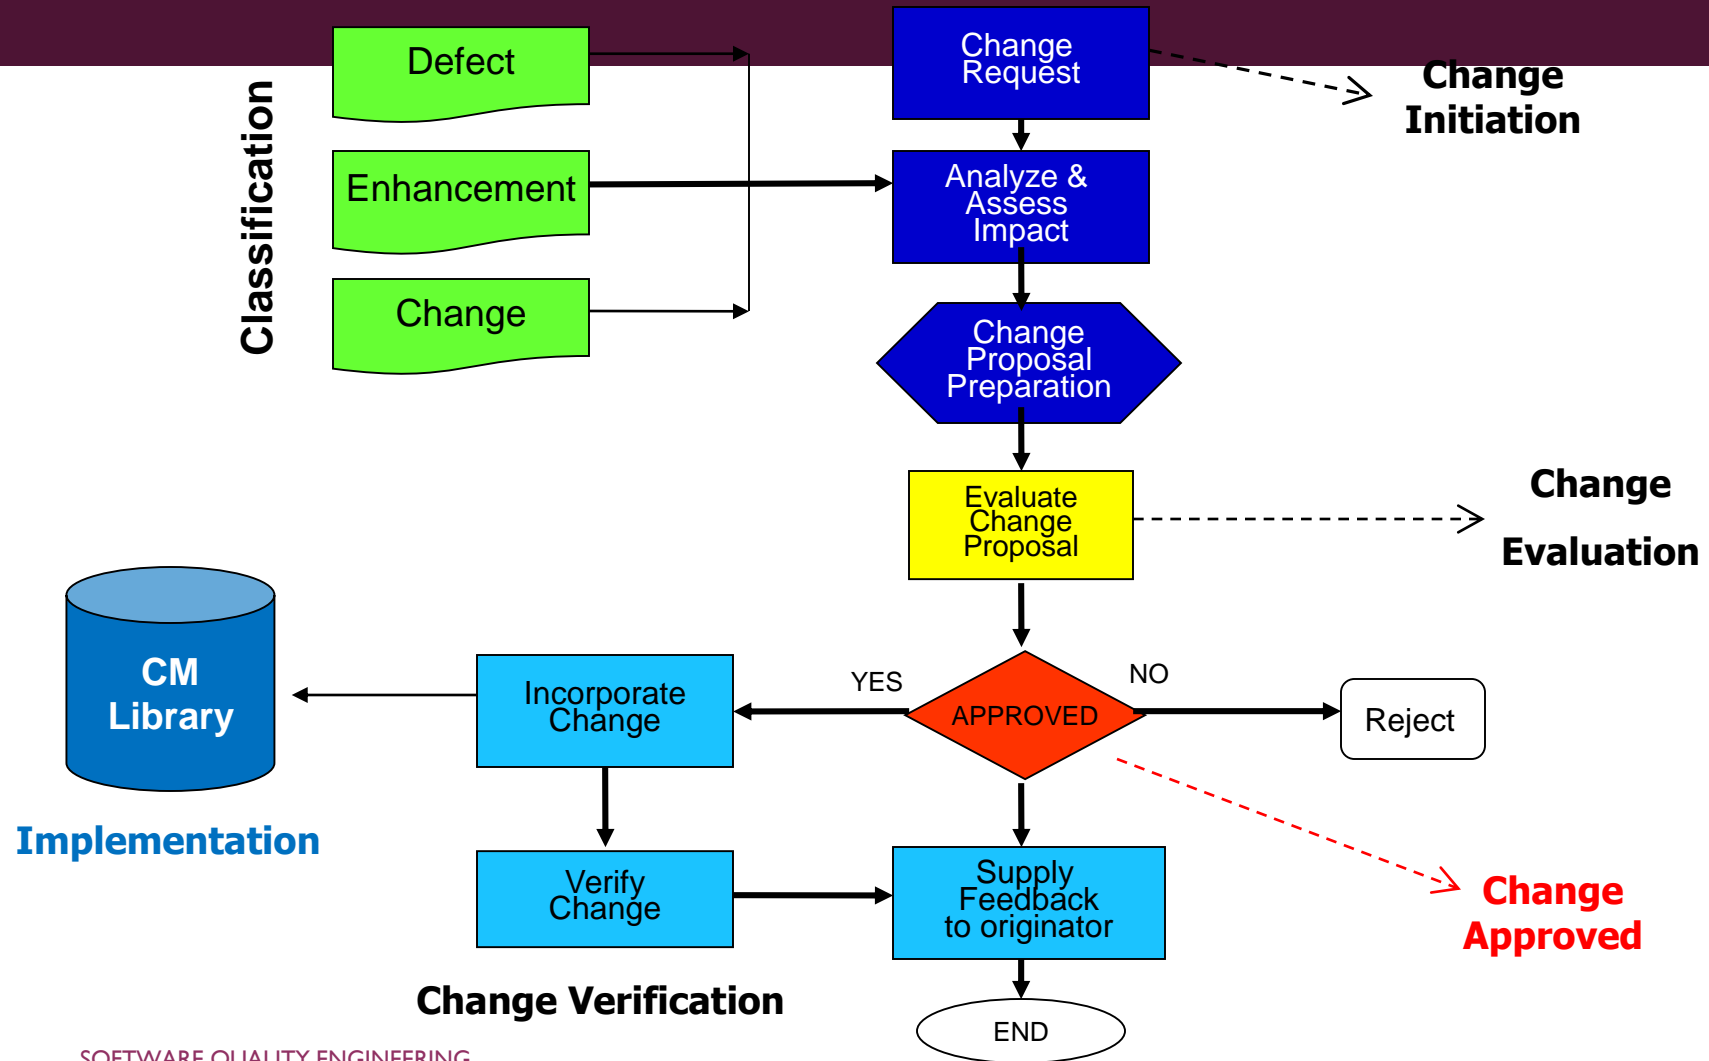 Defect
Enhancement
Change
Classification
Change
Request
Change
Initiation
Analyze &
Assess
Impact
Change
Proposal
Preparation
Evaluate
Change
Proposal
Change
Evaluation
CM
Library
Implementation
Incorporate
Change
YES
APPROVED
NO
Reject
Verify
Change
Supply
Feedback
to originator
Change
Approved
Change Verification
END
SOFTWARE QUALITY ENGINEERING